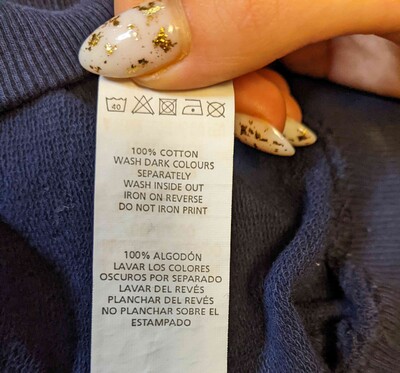 40
100% COTTON
WASH DARK COLOURS
SEPARATELY
WASH INSIDE OUT
IRON ON REVERSE
DO NOT IRON PRINT
100% ALGODÓN
LAVAR LOS COLORES
OSCUROS POR SEPARADO
LAVAR DEL REVÉS
PLANCHAR DEL REVÉS
NO PLANCHAR SOBRE EL
ESTAMPADO